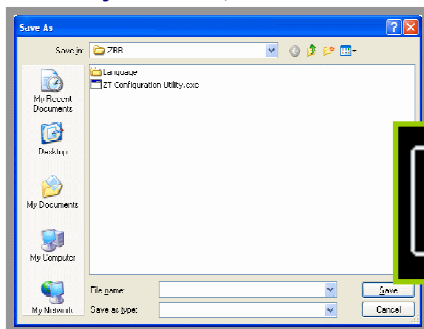 Save As
Save in:
ZBR
Language
ZT Configuration Utility.exe
My Recent
Documents
Desktop
My Documents
My Computer
My Network
File name:
Save as type:
Save
Cancel